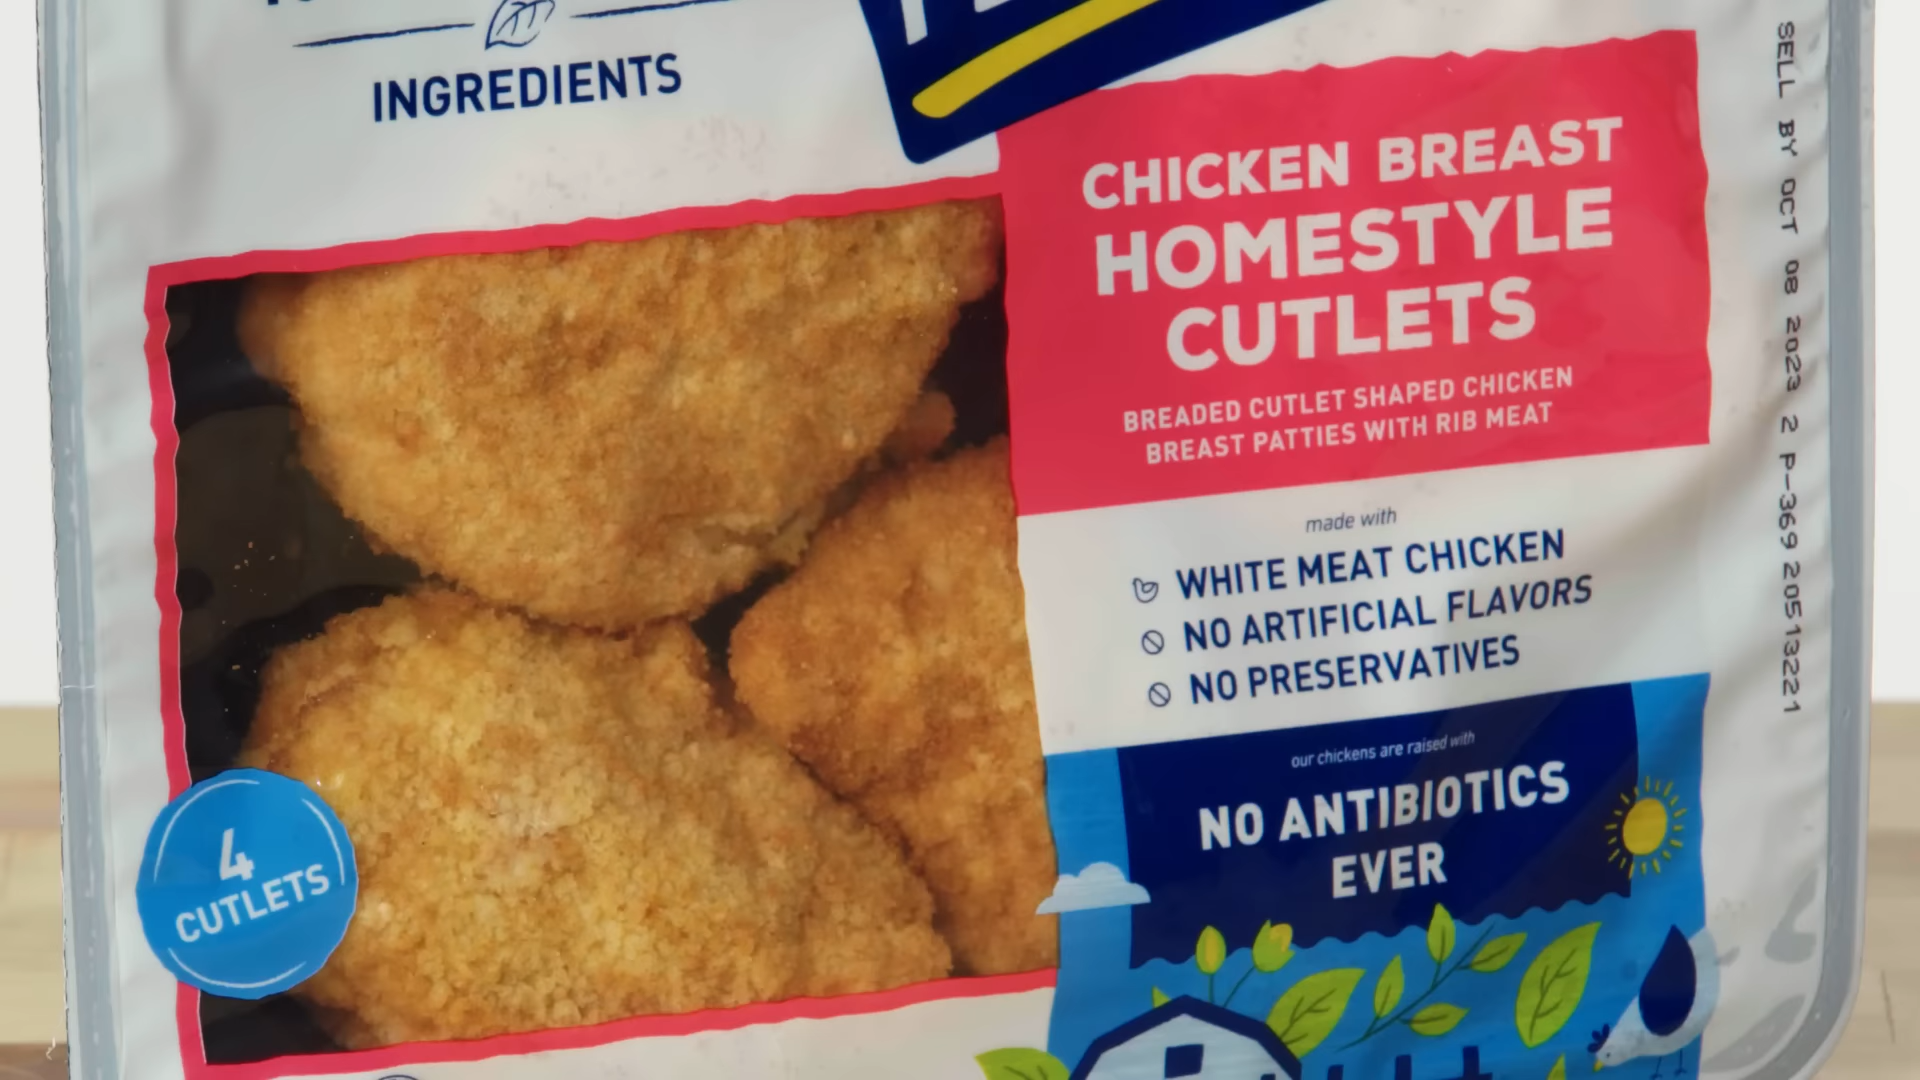 INGREDIENTS
CHICKEN BREAST
HOMESTYLE
CUTLETS
BREADED CUTLET SHAPED CHICKEN
BREAST PATTIES WITH RIB MEAT
made with
WHITE MEAT CHICKEN
NO ARTIFICIAL FLAVORS
NO PRESERVATIVES
our chickens are raised with
NO ANTIBIOTICS
EVER
4
CUTLETS
SELL BY OCT 08 2023 2 P-369 20513221